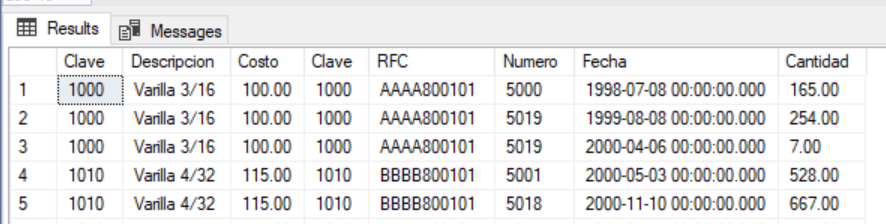 Results Messages
Clave Descripcion Costo Clave RFC Numero Fecha Cantidad
1 1000 Varilla 3/16 100.00 1000 AAAA800101 5000 1998-07-08 00:00:00.000 165.00
2 1000 Varilla 3/16 100.00 1000 AAAA800101 5019 1999-08-08 00:00:00.000 254.00
3 1000 Varilla 3/16 100.00 1000 AAAA800101 5019 2000-04-06 00:00:00.000 7.00
4 1010 Varilla 4/32 115.00 1010 BBBB800101 5001 2000-05-03 00:00:00.000 528.00
5 1010 Varilla 4/32 115.00 1010 BBBB800101 5018 2000-11-10 00:00:00.000 667.00